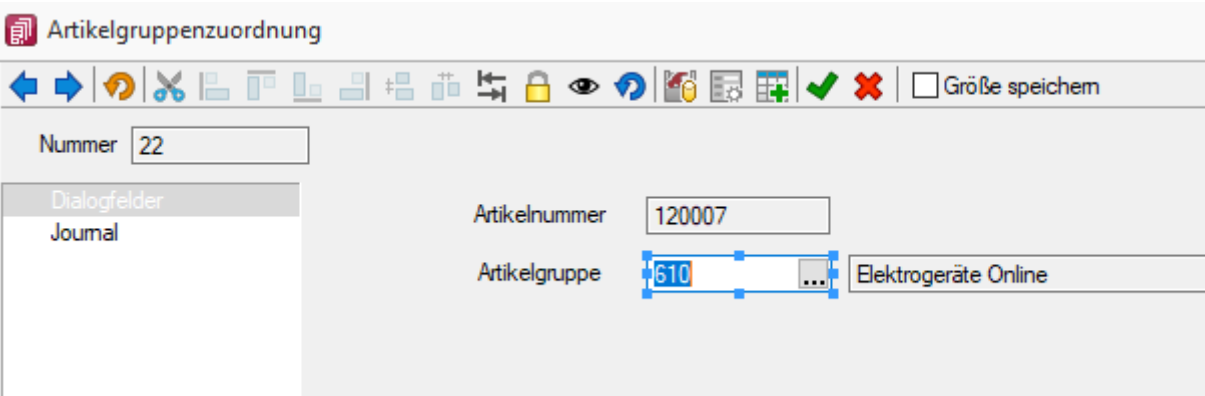 Artikelgruppenzuordnung
Größe speichern
Nummer 22
Dialogfelder
Journal
Artikelnummer 120007
Artikelgruppe 610 ... Elektrogeräte Online